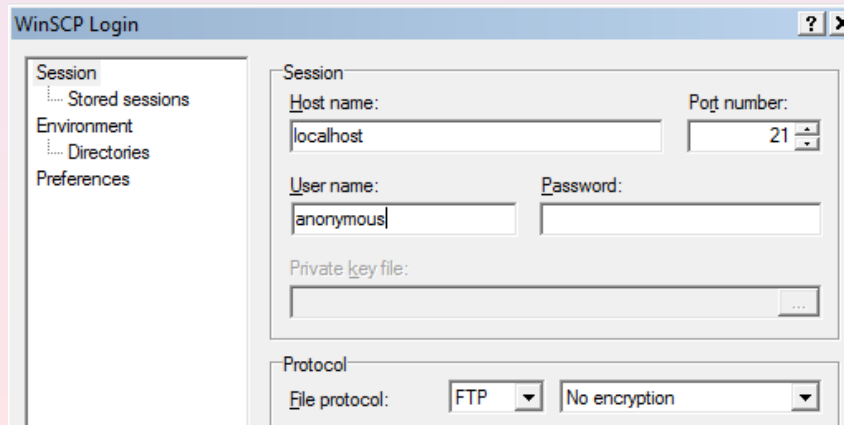 WinSCP Login
Session
Stored sessions
Environment
Directories
Preferences
Session
Host name:
Port number:
localhost
21
User name:
Password:
anonymous
Private key file:
...
Protocol
File protocol:
FTP
No encryption